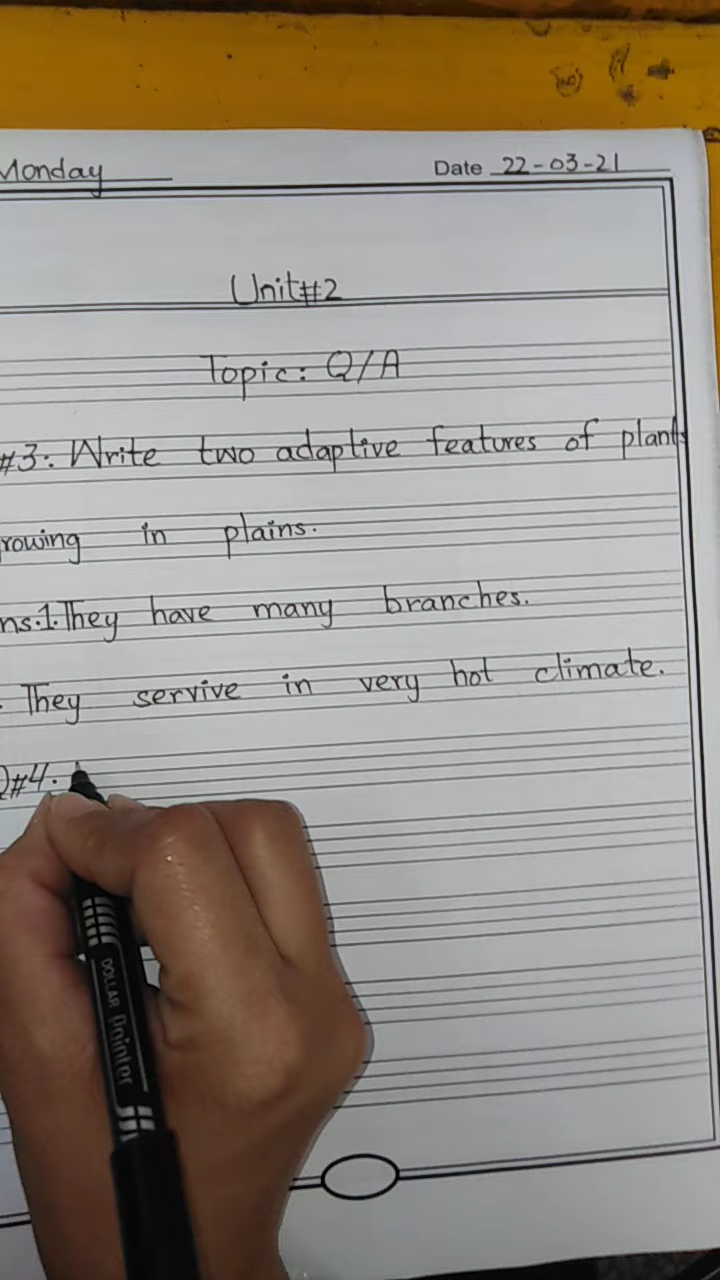 Monday
Date 22-03-21
Unit#2
Topic: Q/A
#3: Write two adaptive features of plants
rowing in plains.
ns.1. They have many branches.
. They servive in very hot climate.
Q#4.
DOLLAR Pointer